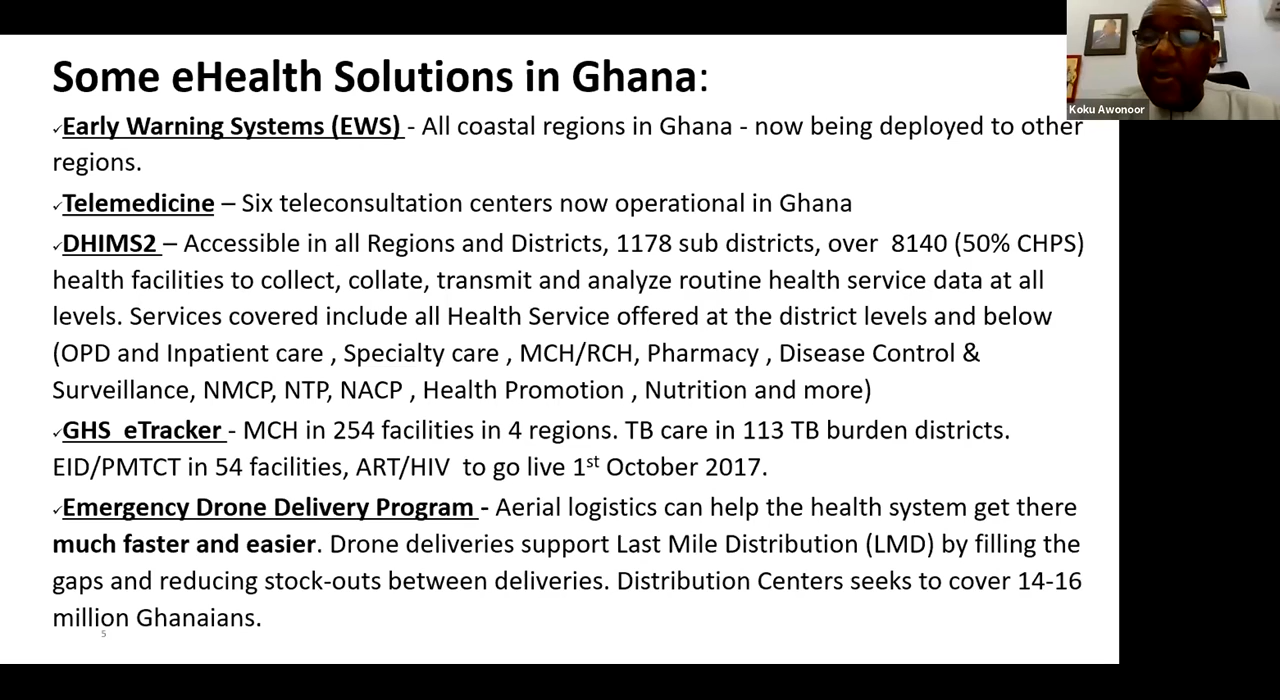 Some eHealth Solutions in Ghana:
✓Early Warning Systems (EWS) - All coastal regions in Ghana - now being deployed to other
regions.
✓Telemedicine – Six teleconsultation centers now operational in Ghana
✓DHIMS2 – Accessible in all Regions and Districts, 1178 sub districts, over 8140 (50% CHPS)
health facilities to collect, collate, transmit and analyze routine health service data at all
levels. Services covered include all Health Service offered at the district levels and below
(OPD and Inpatient care , Specialty care , MCH/RCH, Pharmacy , Disease Control &
Surveillance, NMCP, NTP, NACP , Health Promotion , Nutrition and more)
✓GHS eTracker - MCH in 254 facilities in 4 regions. TB care in 113 TB burden districts.
EID/PMTCT in 54 facilities, ART/HIV to go live 1st October 2017.
✓Emergency Drone Delivery Program - Aerial logistics can help the health system get there
much faster and easier. Drone deliveries support Last Mile Distribution (LMD) by filling the
gaps and reducing stock-outs between deliveries. Distribution Centers seeks to cover 14-16
million Ghanaians.
5
Koku Awonoor